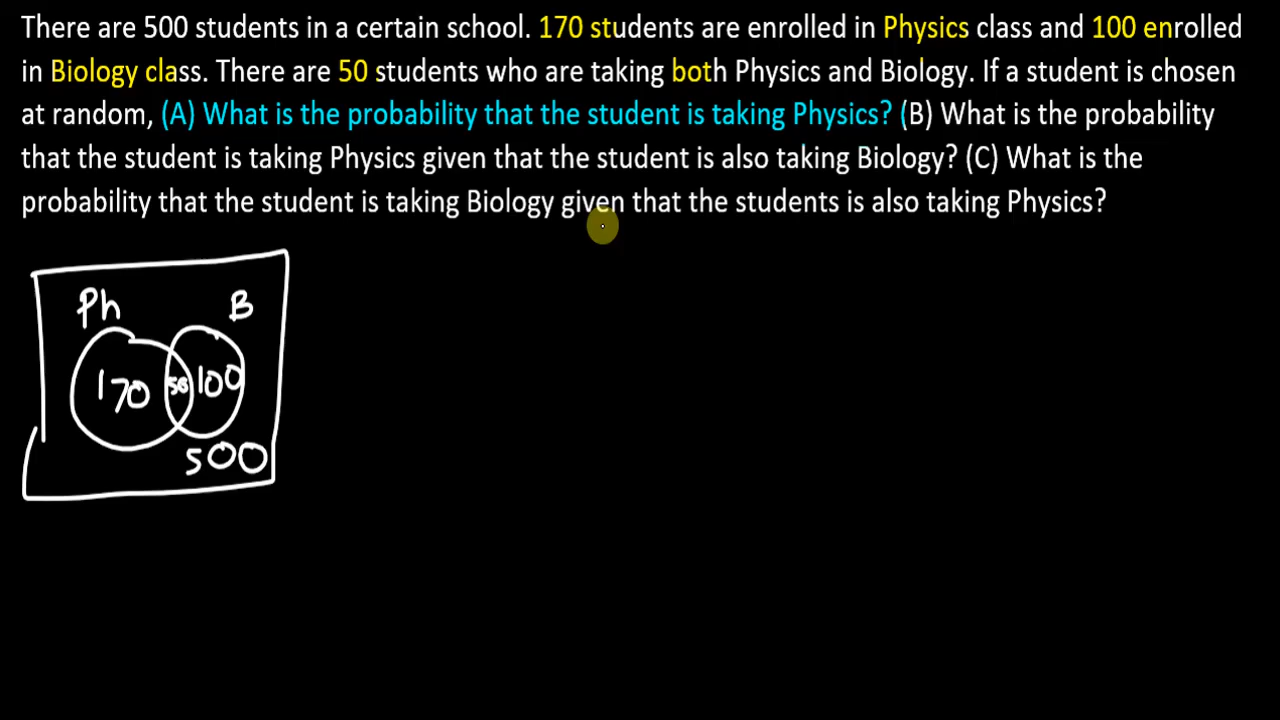 There are 500 students in a certain school. 170 students are enrolled in Physics class and 100 enrolled
in Biology class. There are 50 students who are taking both Physics and Biology. If a student is chosen
at random, (A) What is the probability that the student is taking Physics? (B) What is the probability
that the student is taking Physics given that the student is also taking Biology? (C) What is the
probability that the student is taking Biology given that the students is also taking Physics?
Ph B
170 50 100
500